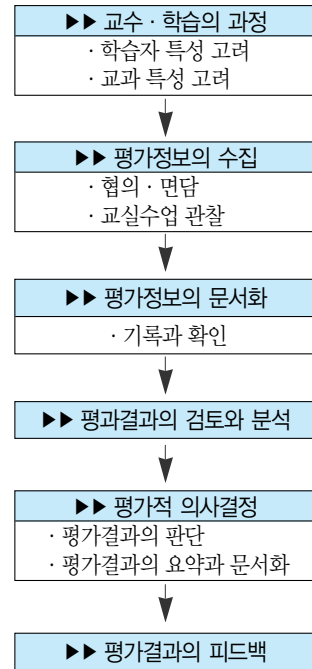 ▶▶ 교수 · 학습의 과정
· 학습자 특성 고려
· 교과 특성 고려
▶▶ 평가정보의 수집
· 협의 · 면담
· 교실수업 관찰
▶▶ 평가정보의 문서화
· 기록과 확인
▶▶ 평과결과의 검토와 분석
▶▶ 평가적 의사결정
· 평가결과의 판단
· 평가결과의 요약과 문서화
▶▶ 평가결과의 피드백